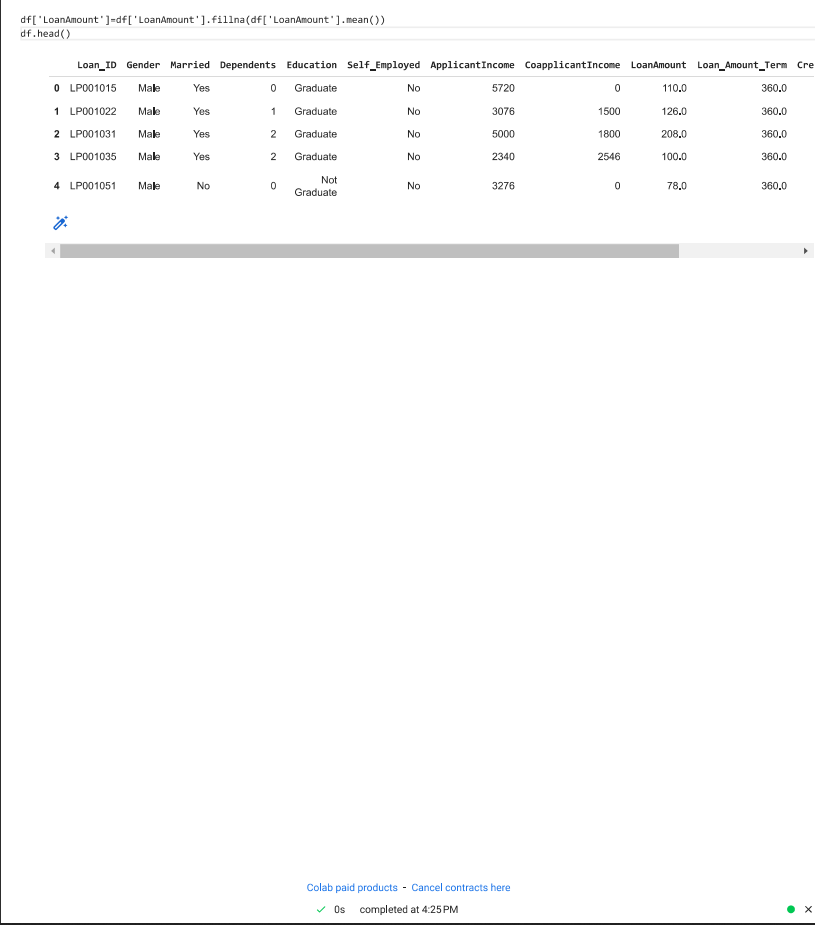 df['LoanAmount']=df['LoanAmount'].fillna(df['LoanAmount'].mean())
df.head()
Loan_ID Gender Married Dependents Education Self_Employed ApplicantIncome CoapplicantIncome LoanAmount Loan_Amount_Term Cre
0 LP001015 Male Yes 0 Graduate No 5720 0 110.0 360.0
1 LP001022 Male Yes 1 Graduate No 3076 1500 126.0 360.0
2 LP001031 Male Yes 2 Graduate No 5000 1800 208.0 360.0
3 LP001035 Male Yes 2 Graduate No 2340 2546 100.0 360.0
4 LP001051 Male No 0 Not Graduate No 3276 0 78.0 360.0
Colab paid products - Cancel contracts here
0s completed at 4:25 PM